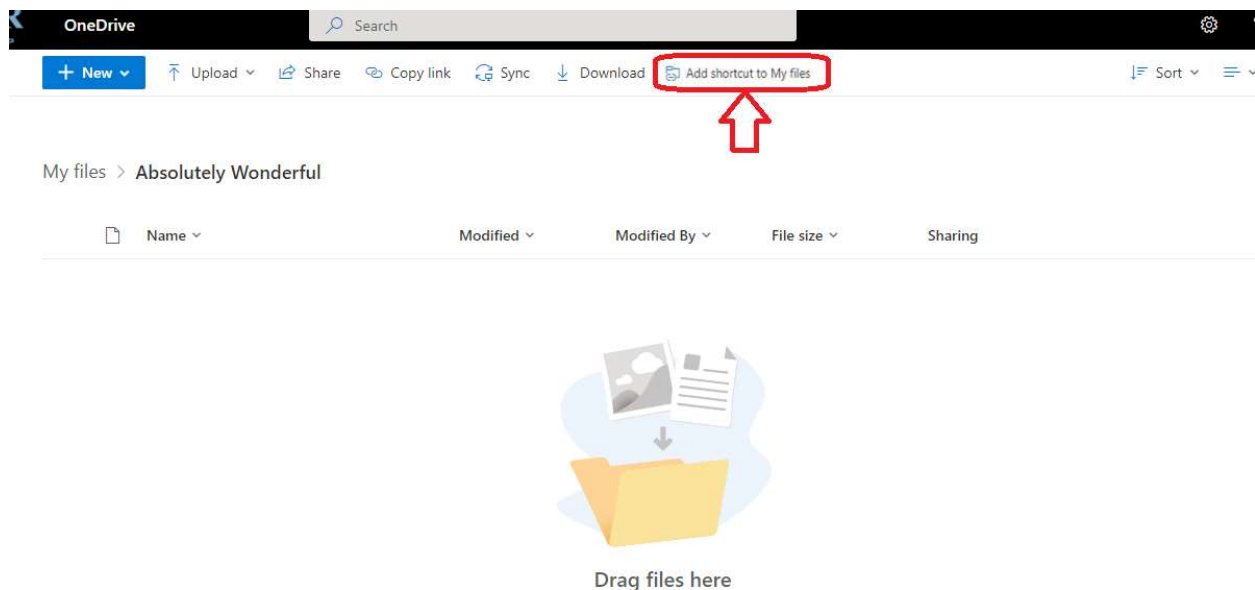 OneDrive Search
New Upload Share Copy link Sync Download Add shortcut to My files Sort
My files > Absolutely Wonderful
Name Modified Modified By File size Sharing
Drag files here